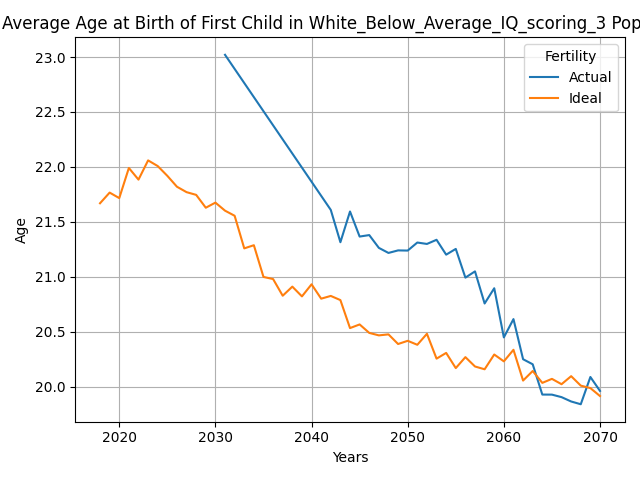 Average Age at Birth of First Child in White_Below_Average_IQ_scoring_3 Pop
Fertility
Actual
Ideal
23.0
22.5
22.0
21.5
21.0
20.5
20.0
Age
2020 2030 2040 2050 2060 2070
Years